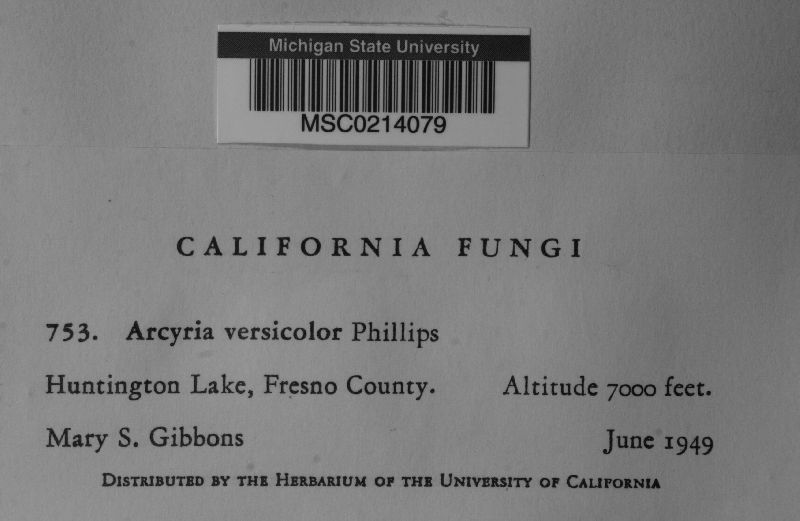 Michigan State University
MSC0214079
CALIFORNIA FUNGI
753. Arcyria versicolor Phillips
Huntington Lake, Fresno County. Altitude 7000 feet.
Mary S. Gibbons June 1949
Distributed by the Herbarium of the University of California